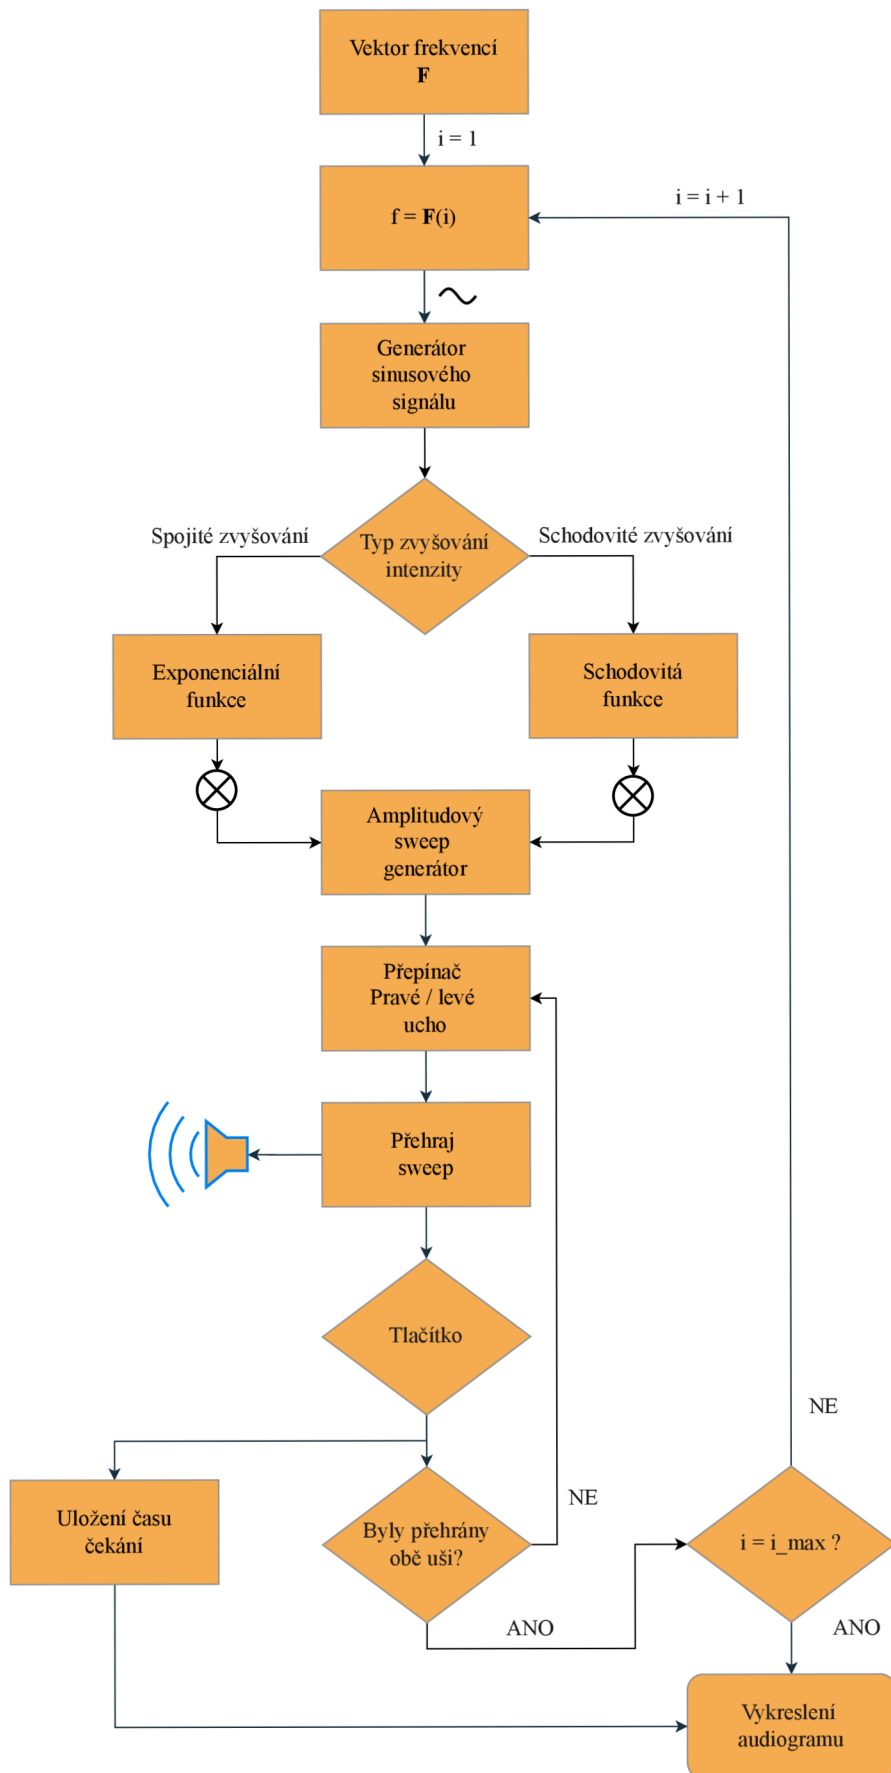 Vektor frekvencí
F
i = 1
i = i + 1
f = F(i)
Generátor
sinusového
signálu
Spojité zvyšování
Typ zvyšování
intenzity
Schodovité zvyšování
Exponenciální
funkce
Schodovitá
funkce
Amplitudový
sweep
generátor
Přepínač
Pravé / levé
ucho
Přehraj
sweep
Tlačítko
NE
Uložení času
čekání
Byly přehrány
obě uši?
NE
i = i_max ?
ANO
ANO
Vykreslení
audiogramu